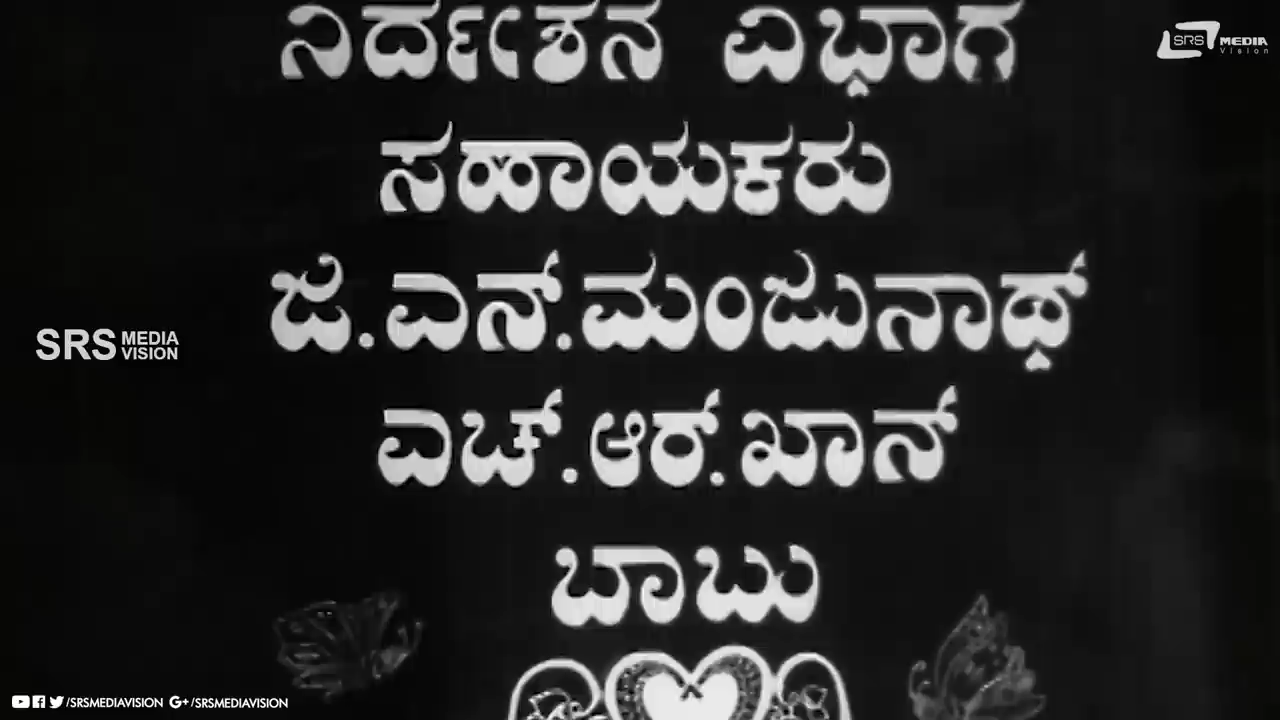 ನಿರ್ದೇಶನ ವಿಭಾಗ
SRS MEDIA Vision
ಸಹಾಯಕರು
ಜಿ.ಎನ್.ಮಂಜುನಾಥ್
SRS MEDIA VISION
ಎಚ್.ಆರ್.ಖಾನ್
ಬಾಬು
/SRSMEDIAVISION G+/SRSMEDIAVISION